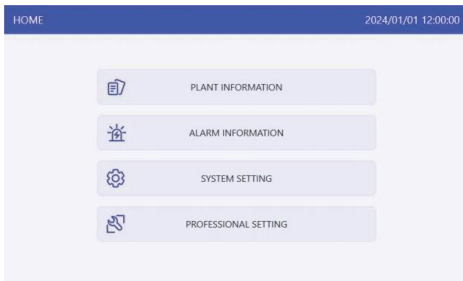 HOME
2024/01/01 12:00:00
PLANT INFORMATION
ALARM INFORMATION
SYSTEM SETTING
PROFESSIONAL SETTING